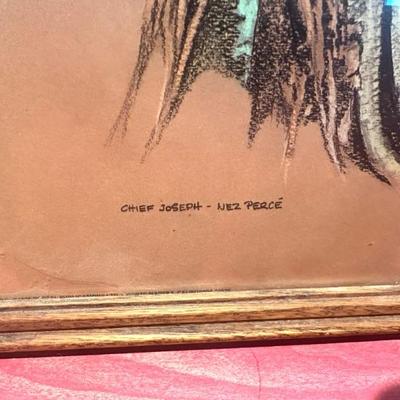 CHIEF JOSEPH - NEZ PERCÉ